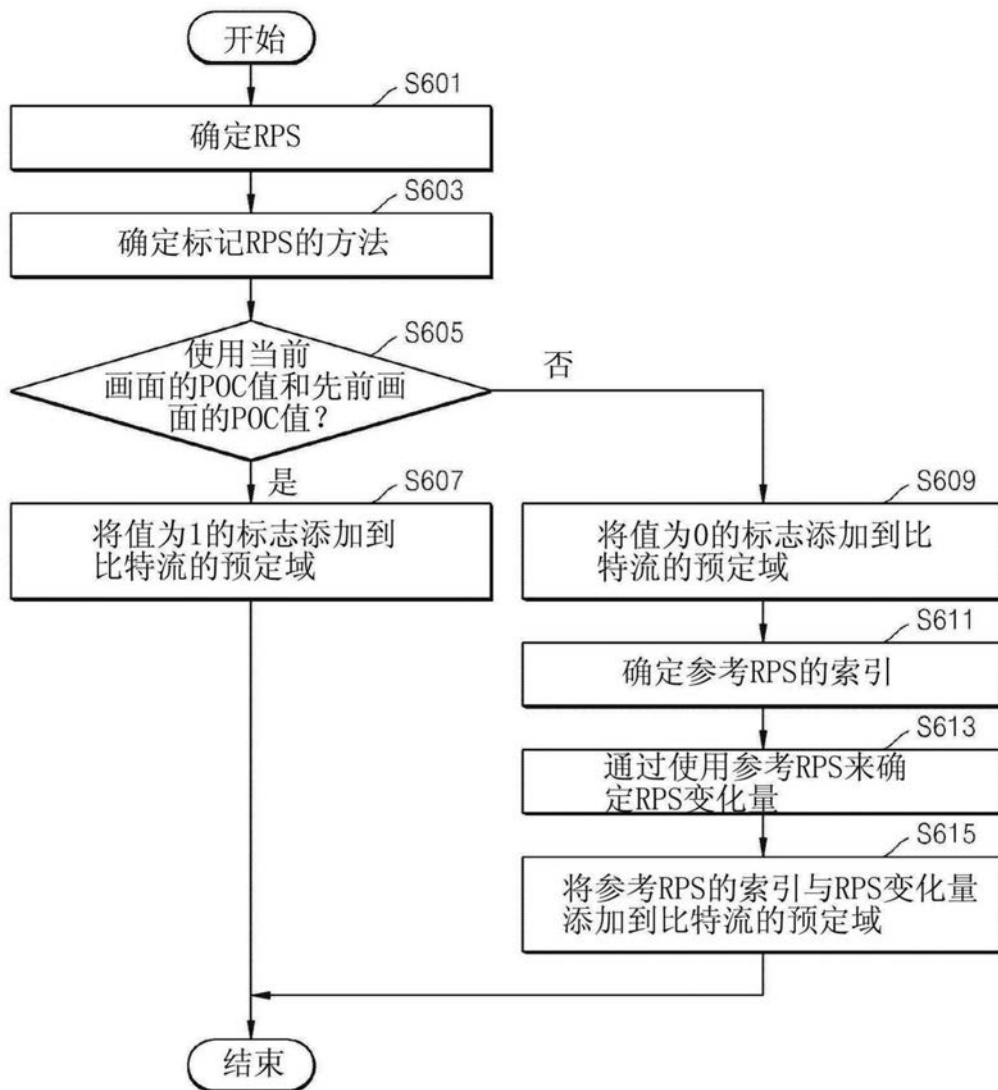 开始
S601
确定RPS
S603
确定标记RPS的方法
S605
使用当前
画面的POC值和先前画
面的POC值?
否
是
S607
将值为1的标志添加到
比特流的预定域
S609
将值为0的标志添加到比
特流的预定域
S611
确定参考RPS的索引
S613
通过使用参考RPS来确
定RPS变化量
S615
将参考RPS的索引与RPS变化量
添加到比特流的预定域
结束